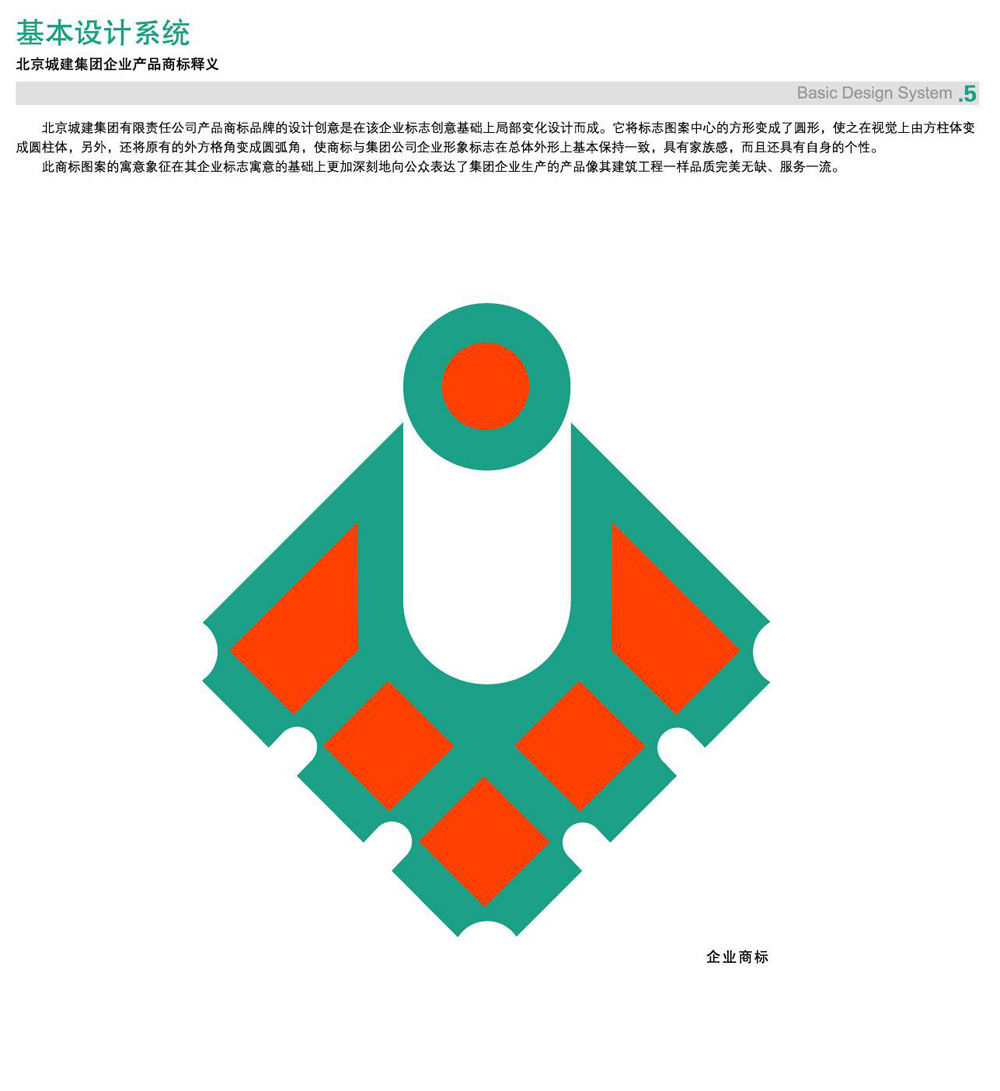 基本设计系统
北京城建集团企业产品商标释义
Basic Design System .5
北京城建集团有限责任公司产品商标品牌的设计创意是在该企业标志创意基础上局部变化设计而成。它将标志图案中心的方形变成了圆形，使之在视觉上由方柱体变
成圆柱体，另外，还将原有的外方格角变成圆弧角，使商标与集团公司企业形象标志在总体外形上基本保持一致，具有家族感，而且还具有自身的个性。
此商标图案的寓意象征在其企业标志寓意的基础上更加深刻地向公众表达了集团企业生产的产品像其建筑工程一样品质完美无缺、服务一流。
企业商标